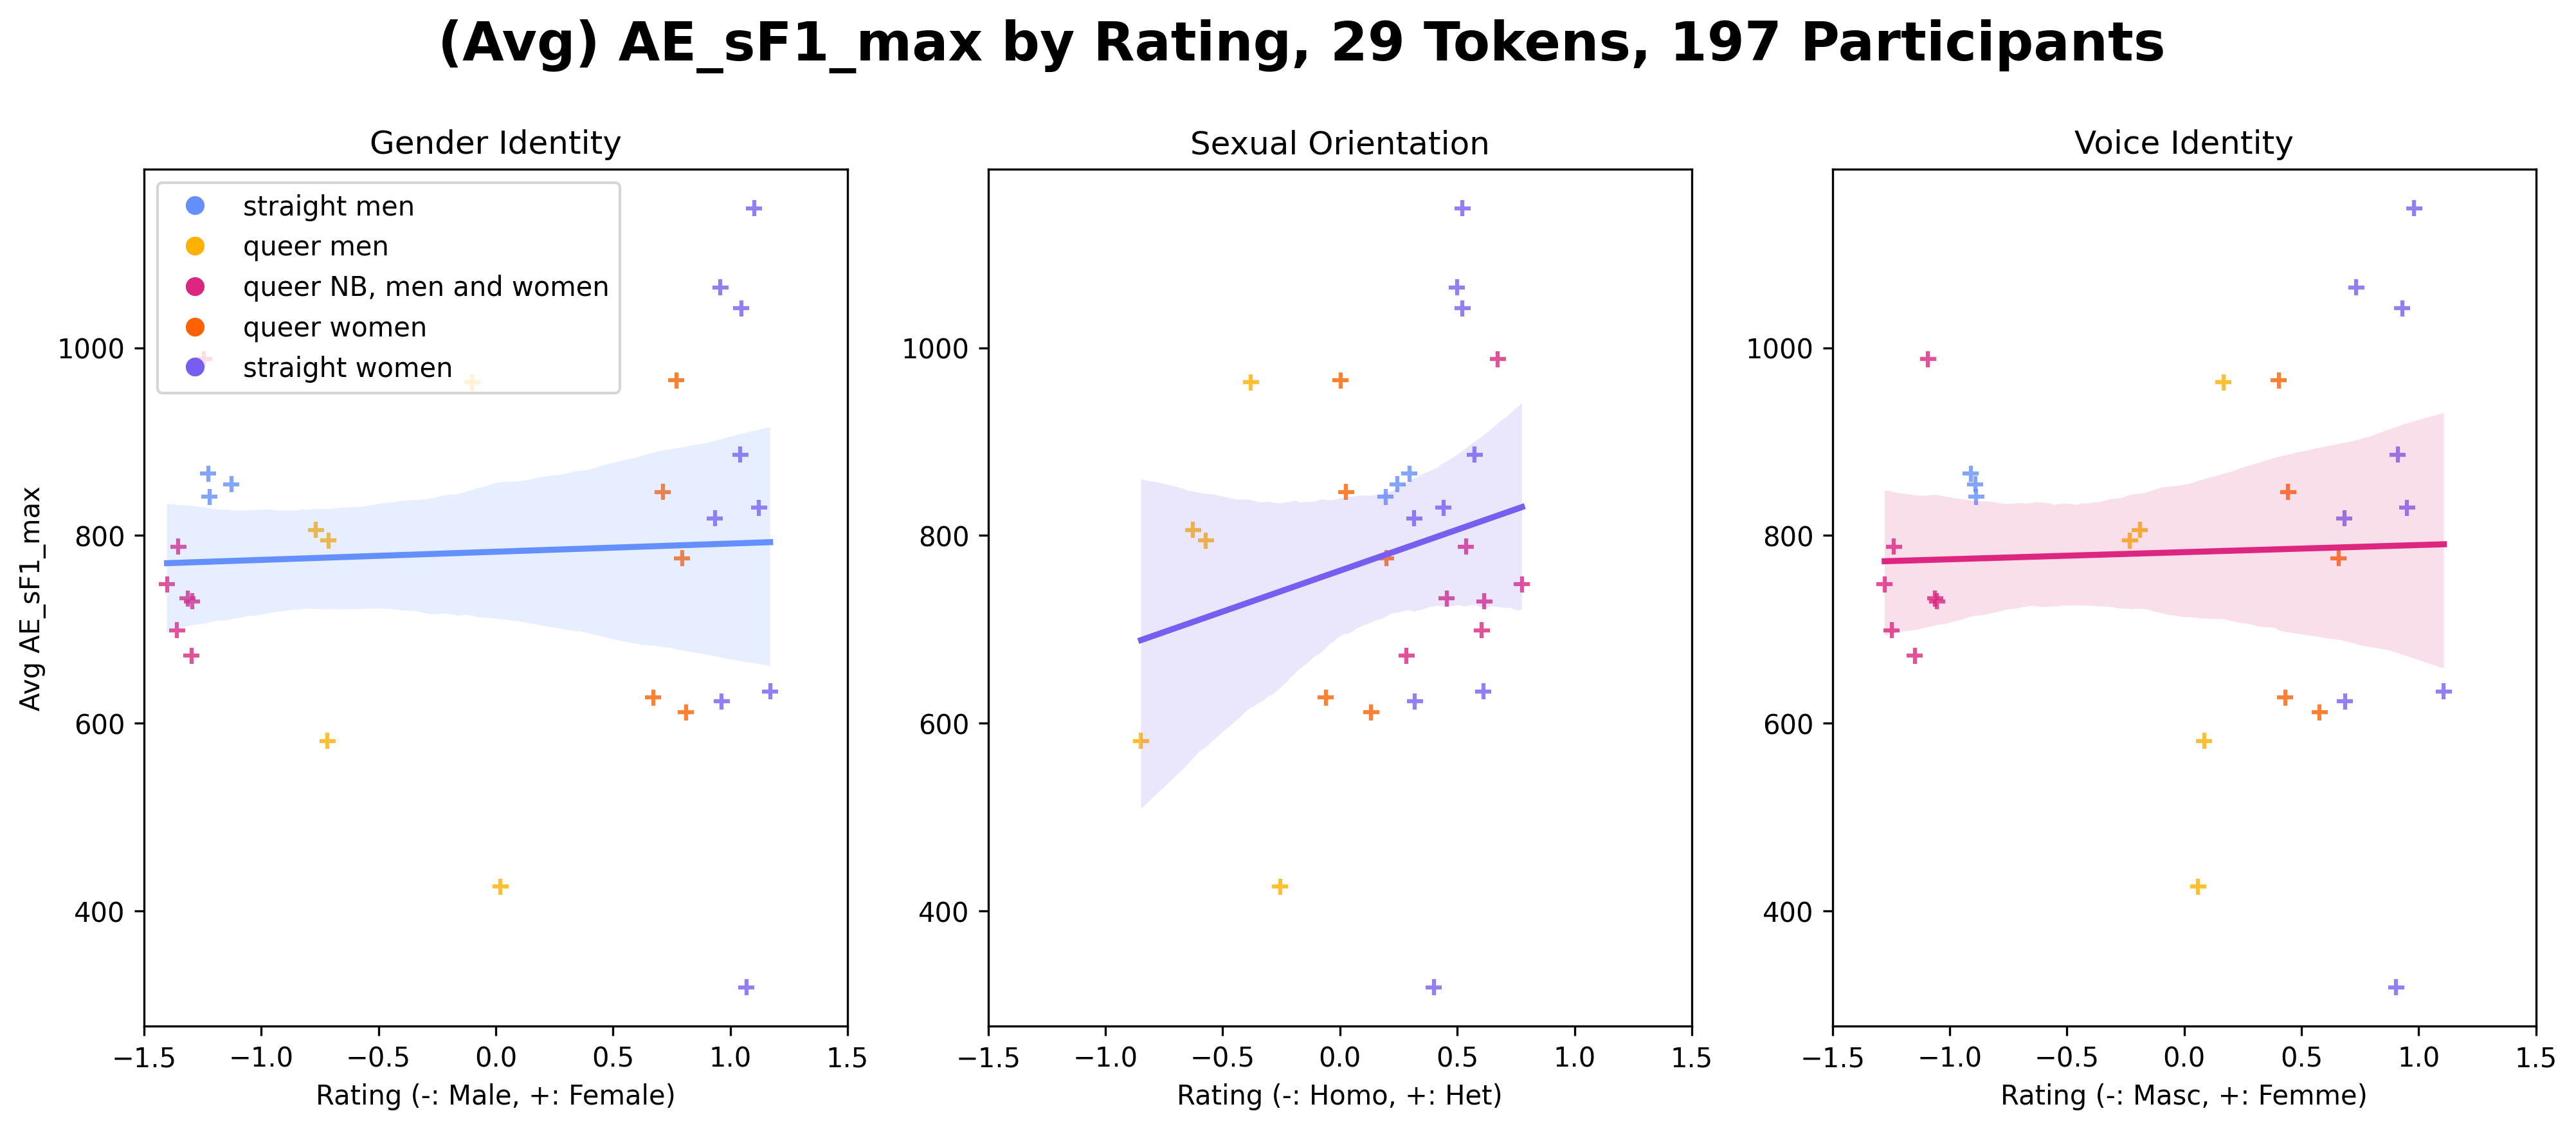 (Avg) AE_sF1_max by Rating, 29 Tokens, 197 Participants
Gender Identity
straight men
queer men
queer NB, men and women
queer women
straight women
Avg AE_sF1_max
1000
800
600
400
−1.5 −1.0 −0.5 0.0 0.5 1.0 1.5
Rating (-: Male, +: Female)
Sexual Orientation
1000
800
600
400
−1.5 −1.0 −0.5 0.0 0.5 1.0 1.5
Rating (-: Homo, +: Het)
Voice Identity
1000
800
600
400
−1.5 −1.0 −0.5 0.0 0.5 1.0 1.5
Rating (-: Masc, +: Femme)